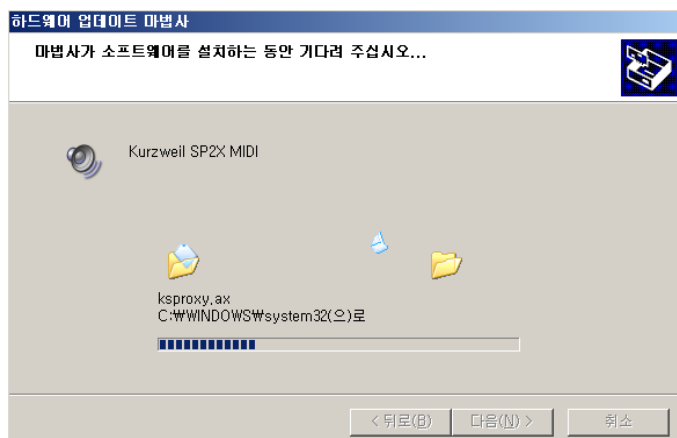 하드웨어 업데이트 마법사
마법사가 소프트웨어를 설치하는 동안 기다려 주십시오...
Kurzweil SP2X MIDI
ksproxy.ax
C:₩WINDOWS₩system32(으)로
< 뒤로(B)
다음(N) >
취소